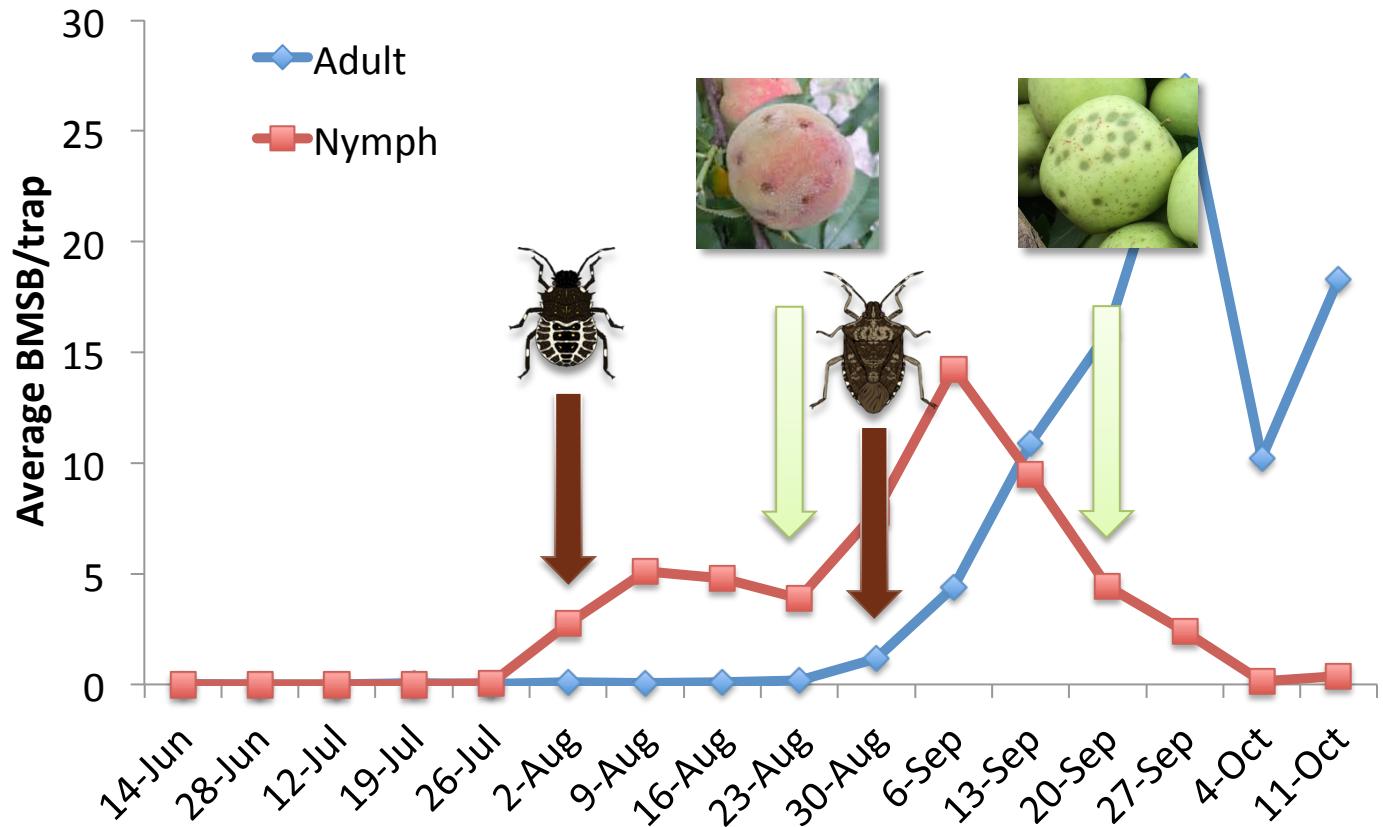 Average BMSB/trap
30
25
20
15
10
5
0
Adult
Nymph
14-Jun
28-Jun
12-Jul
19-Jul
26-Jul
2-Aug
9-Aug
16-Aug
23-Aug
30-Aug
6-Sep
13-Sep
20-Sep
27-Sep
4-Oct
11-Oct